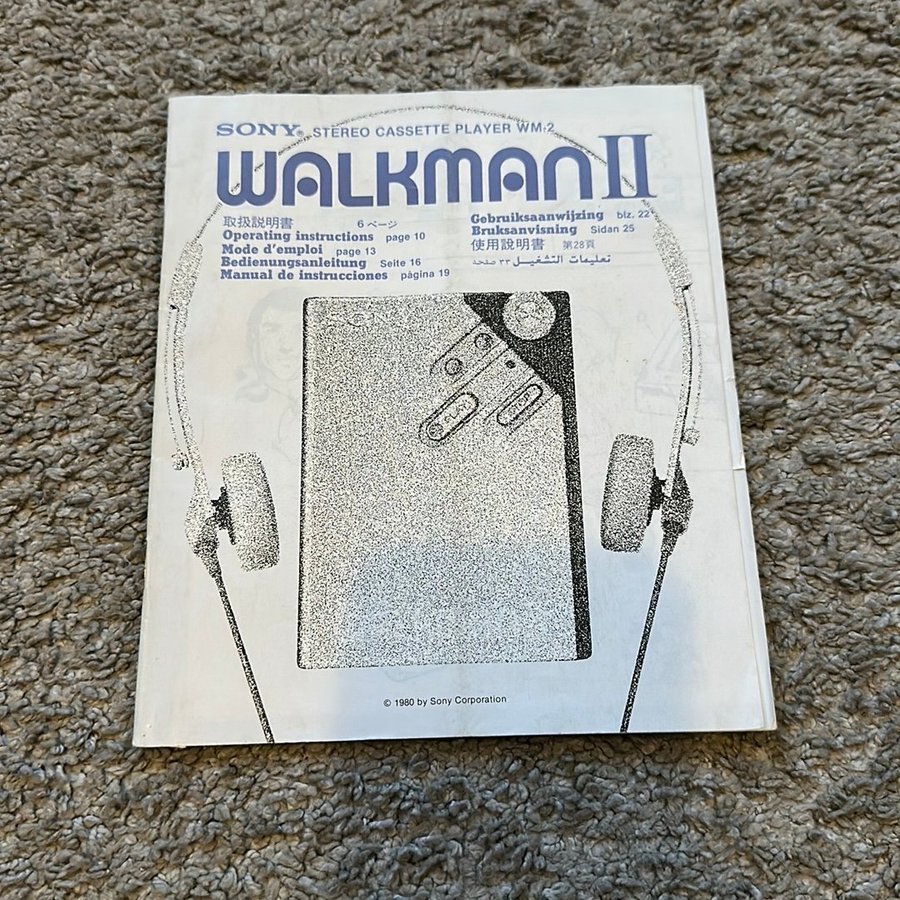 SONY® STEREO CASSETTE PLAYER WM-2
WALKMAN II
取扱説明書 6ページ
Operating instructions page 10
Mode d'emploi page 13
Bedienungsanleitung Seite 16
Manual de instrucciones página 19
Gebruiksaanwijzing blz. 22
Bruksanvisning Sidan 25
使用說明書 第28頁
تعليمات التشغيل ٣٣ صفحة
© 1980 by Sony Corporation